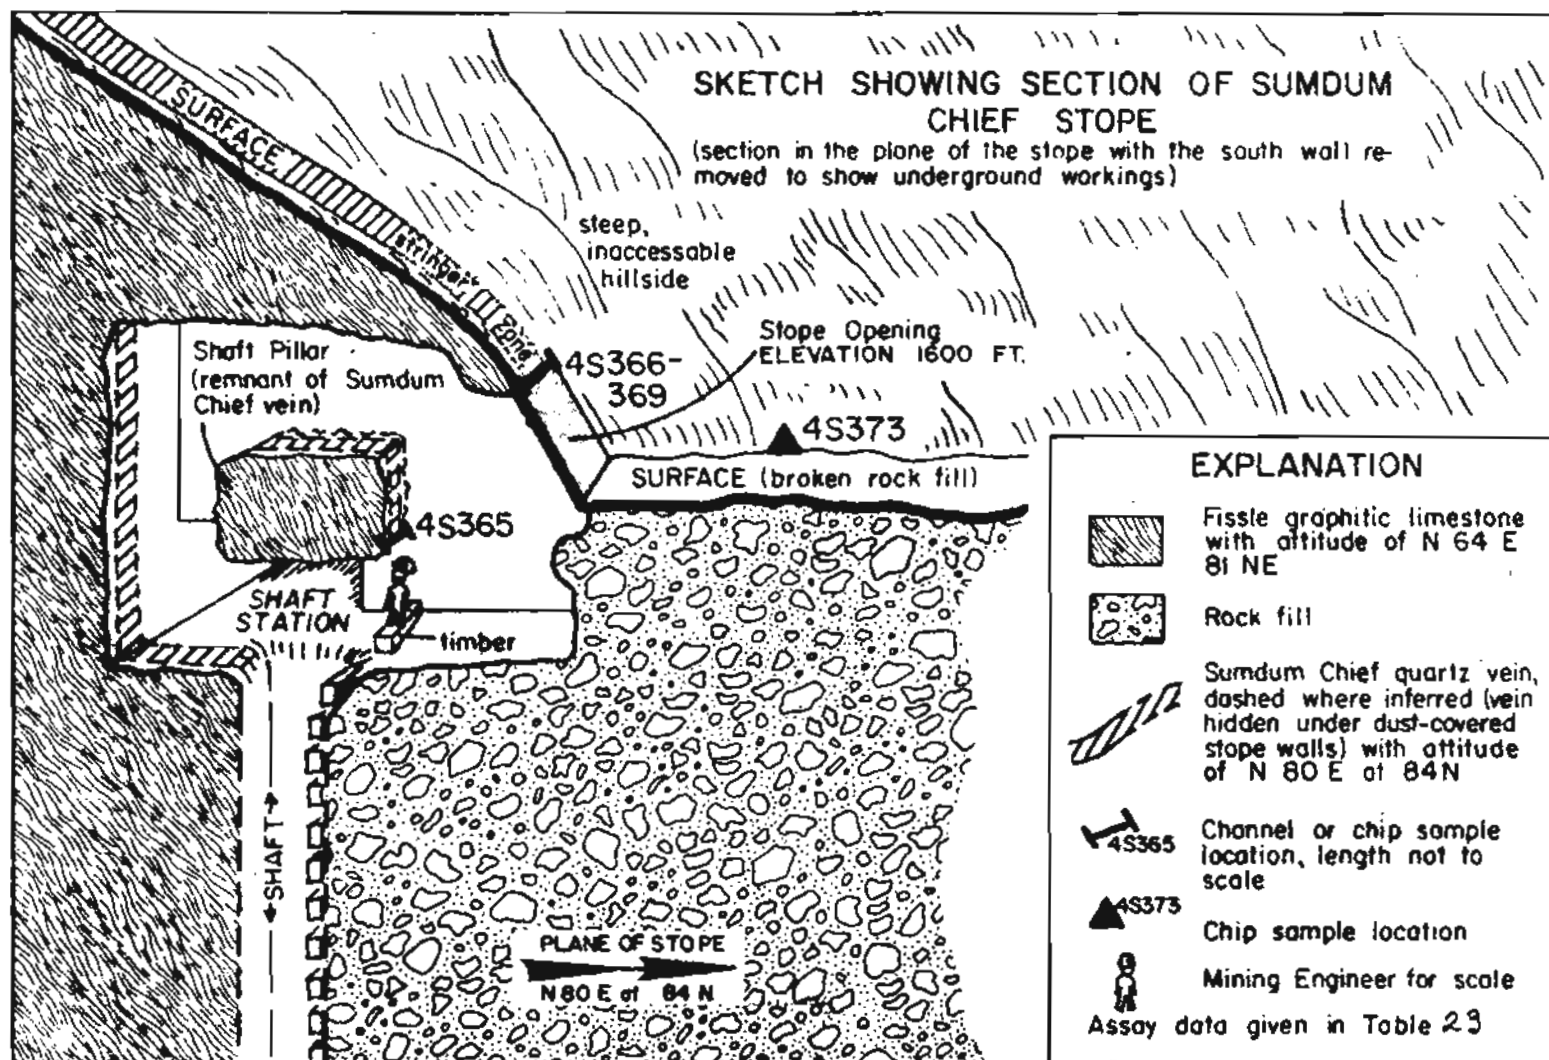 SKETCH SHOWING SECTION OF SUMDUM
CHIEF STOPE
(section in the plane of the stope with the south wall re-
moved to show underground workings)
SURFACE
stringer
zone
steep,
inaccessable
hillside
Stope Opening
ELEVATION 1600 FT.
4S366-
369
Shaft Pillar
(remnant of Sumdum
Chief vein)
4S373
SURFACE (broken rock fill)
4S365
SHAFT
STATION
timber
SHAFT
PLANE OF STOPE
N 80 E at 84 N
EXPLANATION
Fissle graphitic limestone
with attitude of N 64 E
81 NE
Rock fill
Sumdum Chief quartz vein,
dashed where inferred (vein
hidden under dust-covered
stope walls) with attitude
of N 80 E at 84 N
4S365
Channel or chip sample
location, length not to
scale
4S373
Chip sample location
Mining Engineer for scale
Assay data given in Table 23